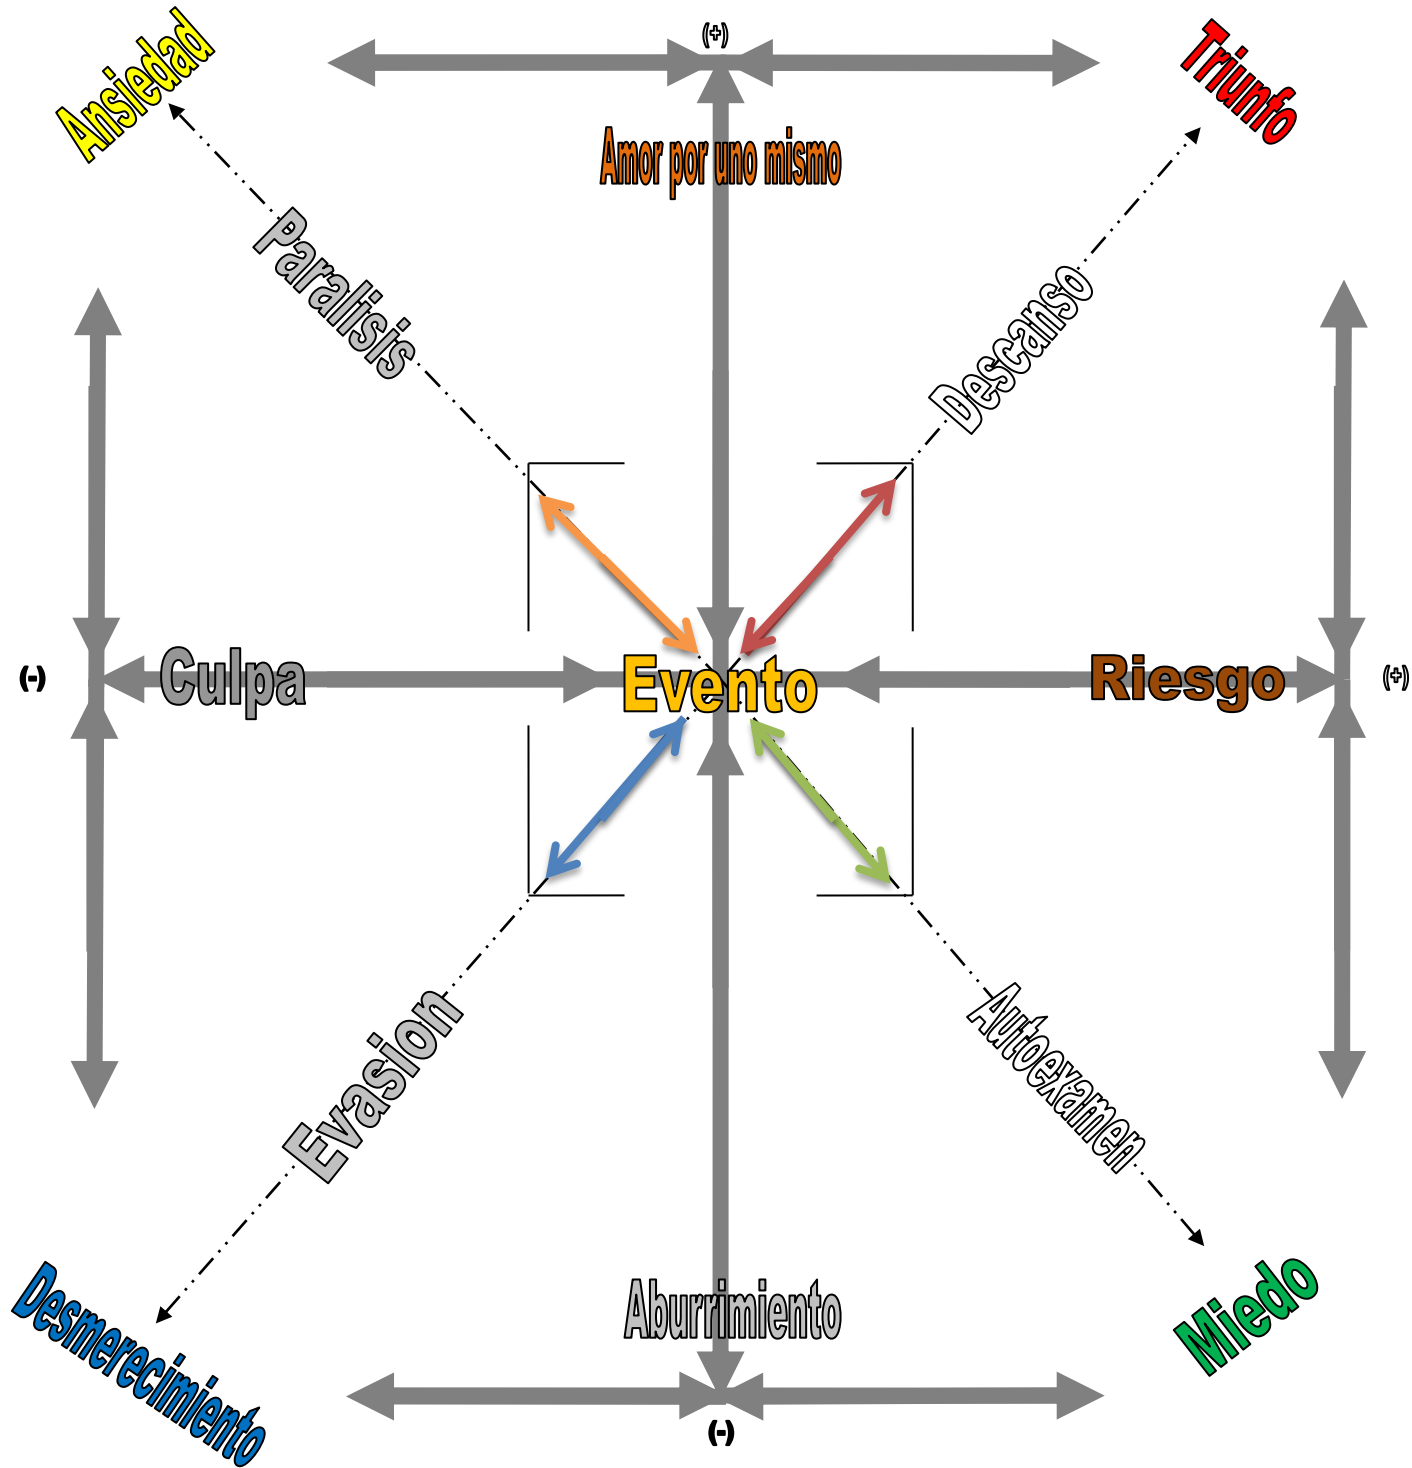 (+)
Ansiedad
Triunfo
Amor por uno mismo
Paralisis
Descanso
(-)
Culpa
Evento
Riesgo
(+)
Evasion
Autoexamen
Aburrimiento
Desmerecimiento
Miedo
(-)